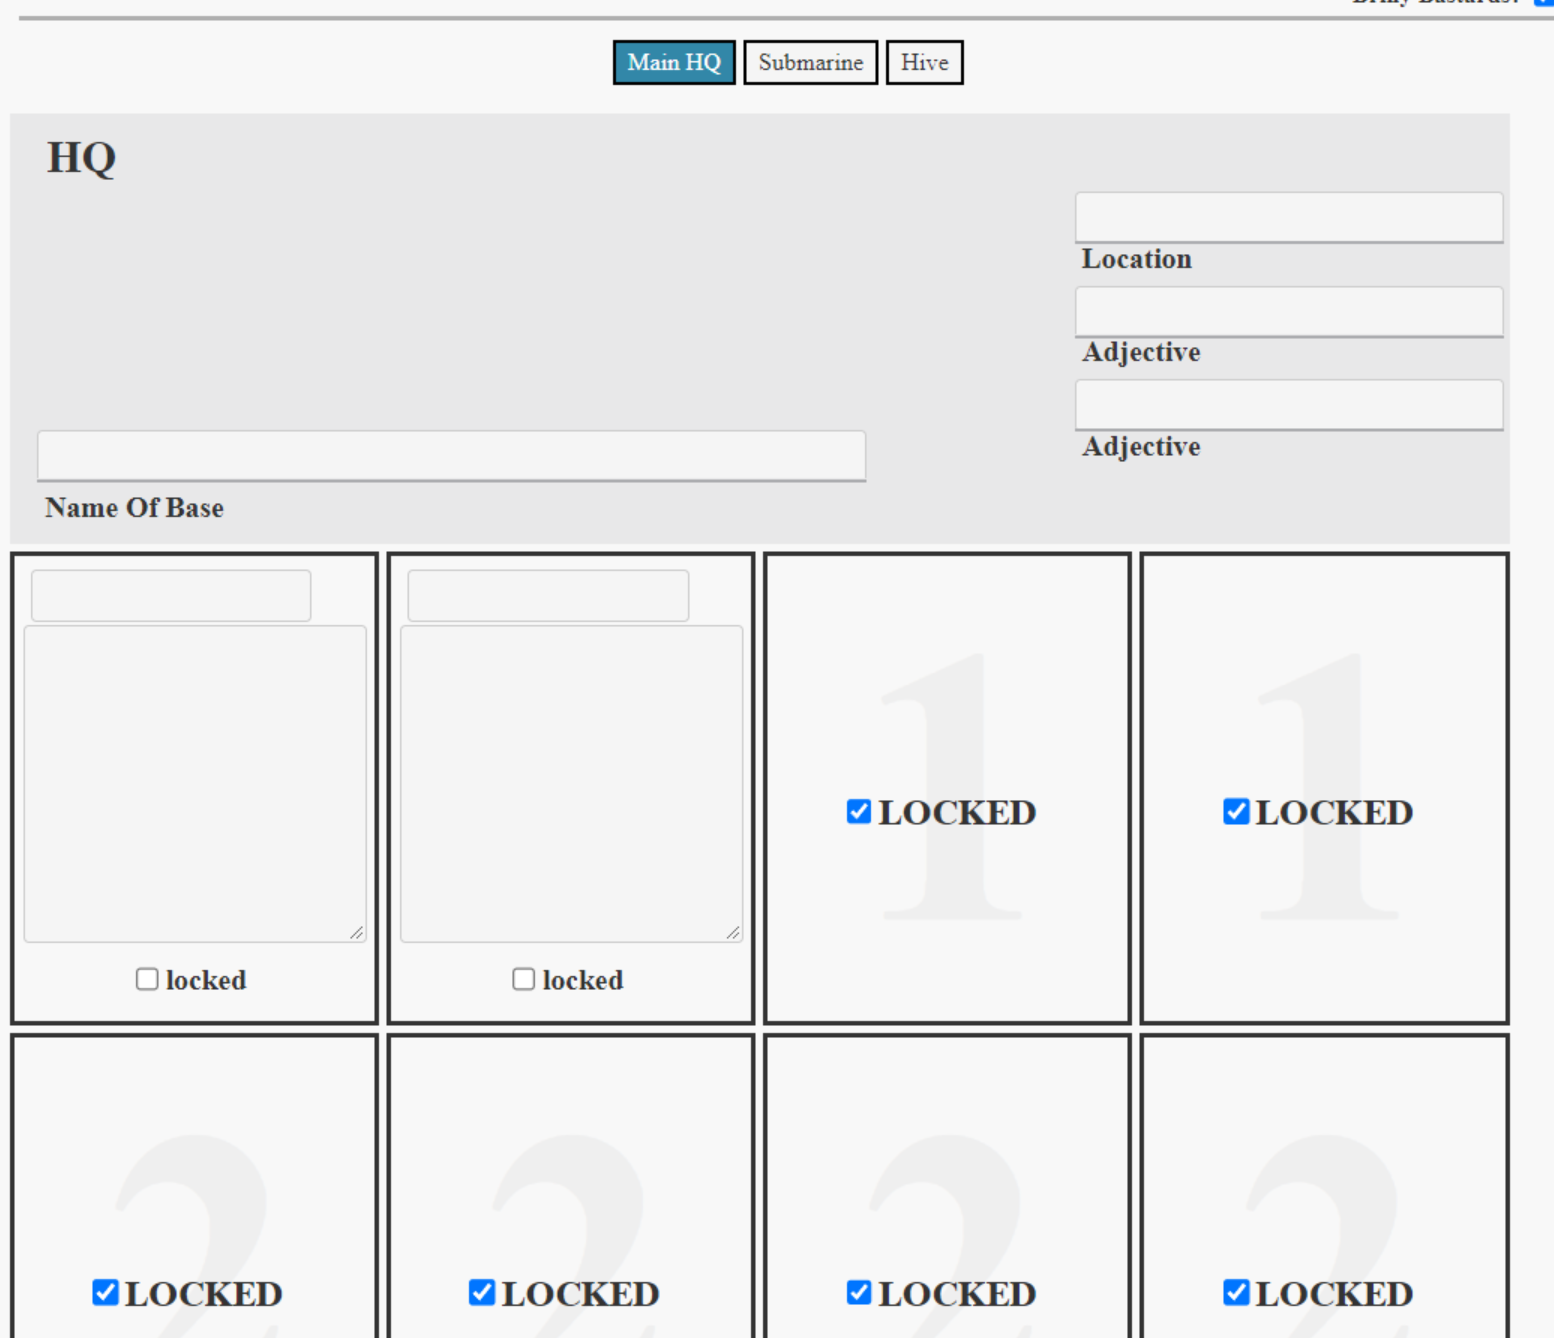 Main HQ Submarine Hive
HQ
Location
Adjective
Adjective
Name Of Base
1 1
LOCKED LOCKED
locked locked
2 2 2 2
LOCKED LOCKED LOCKED LOCKED